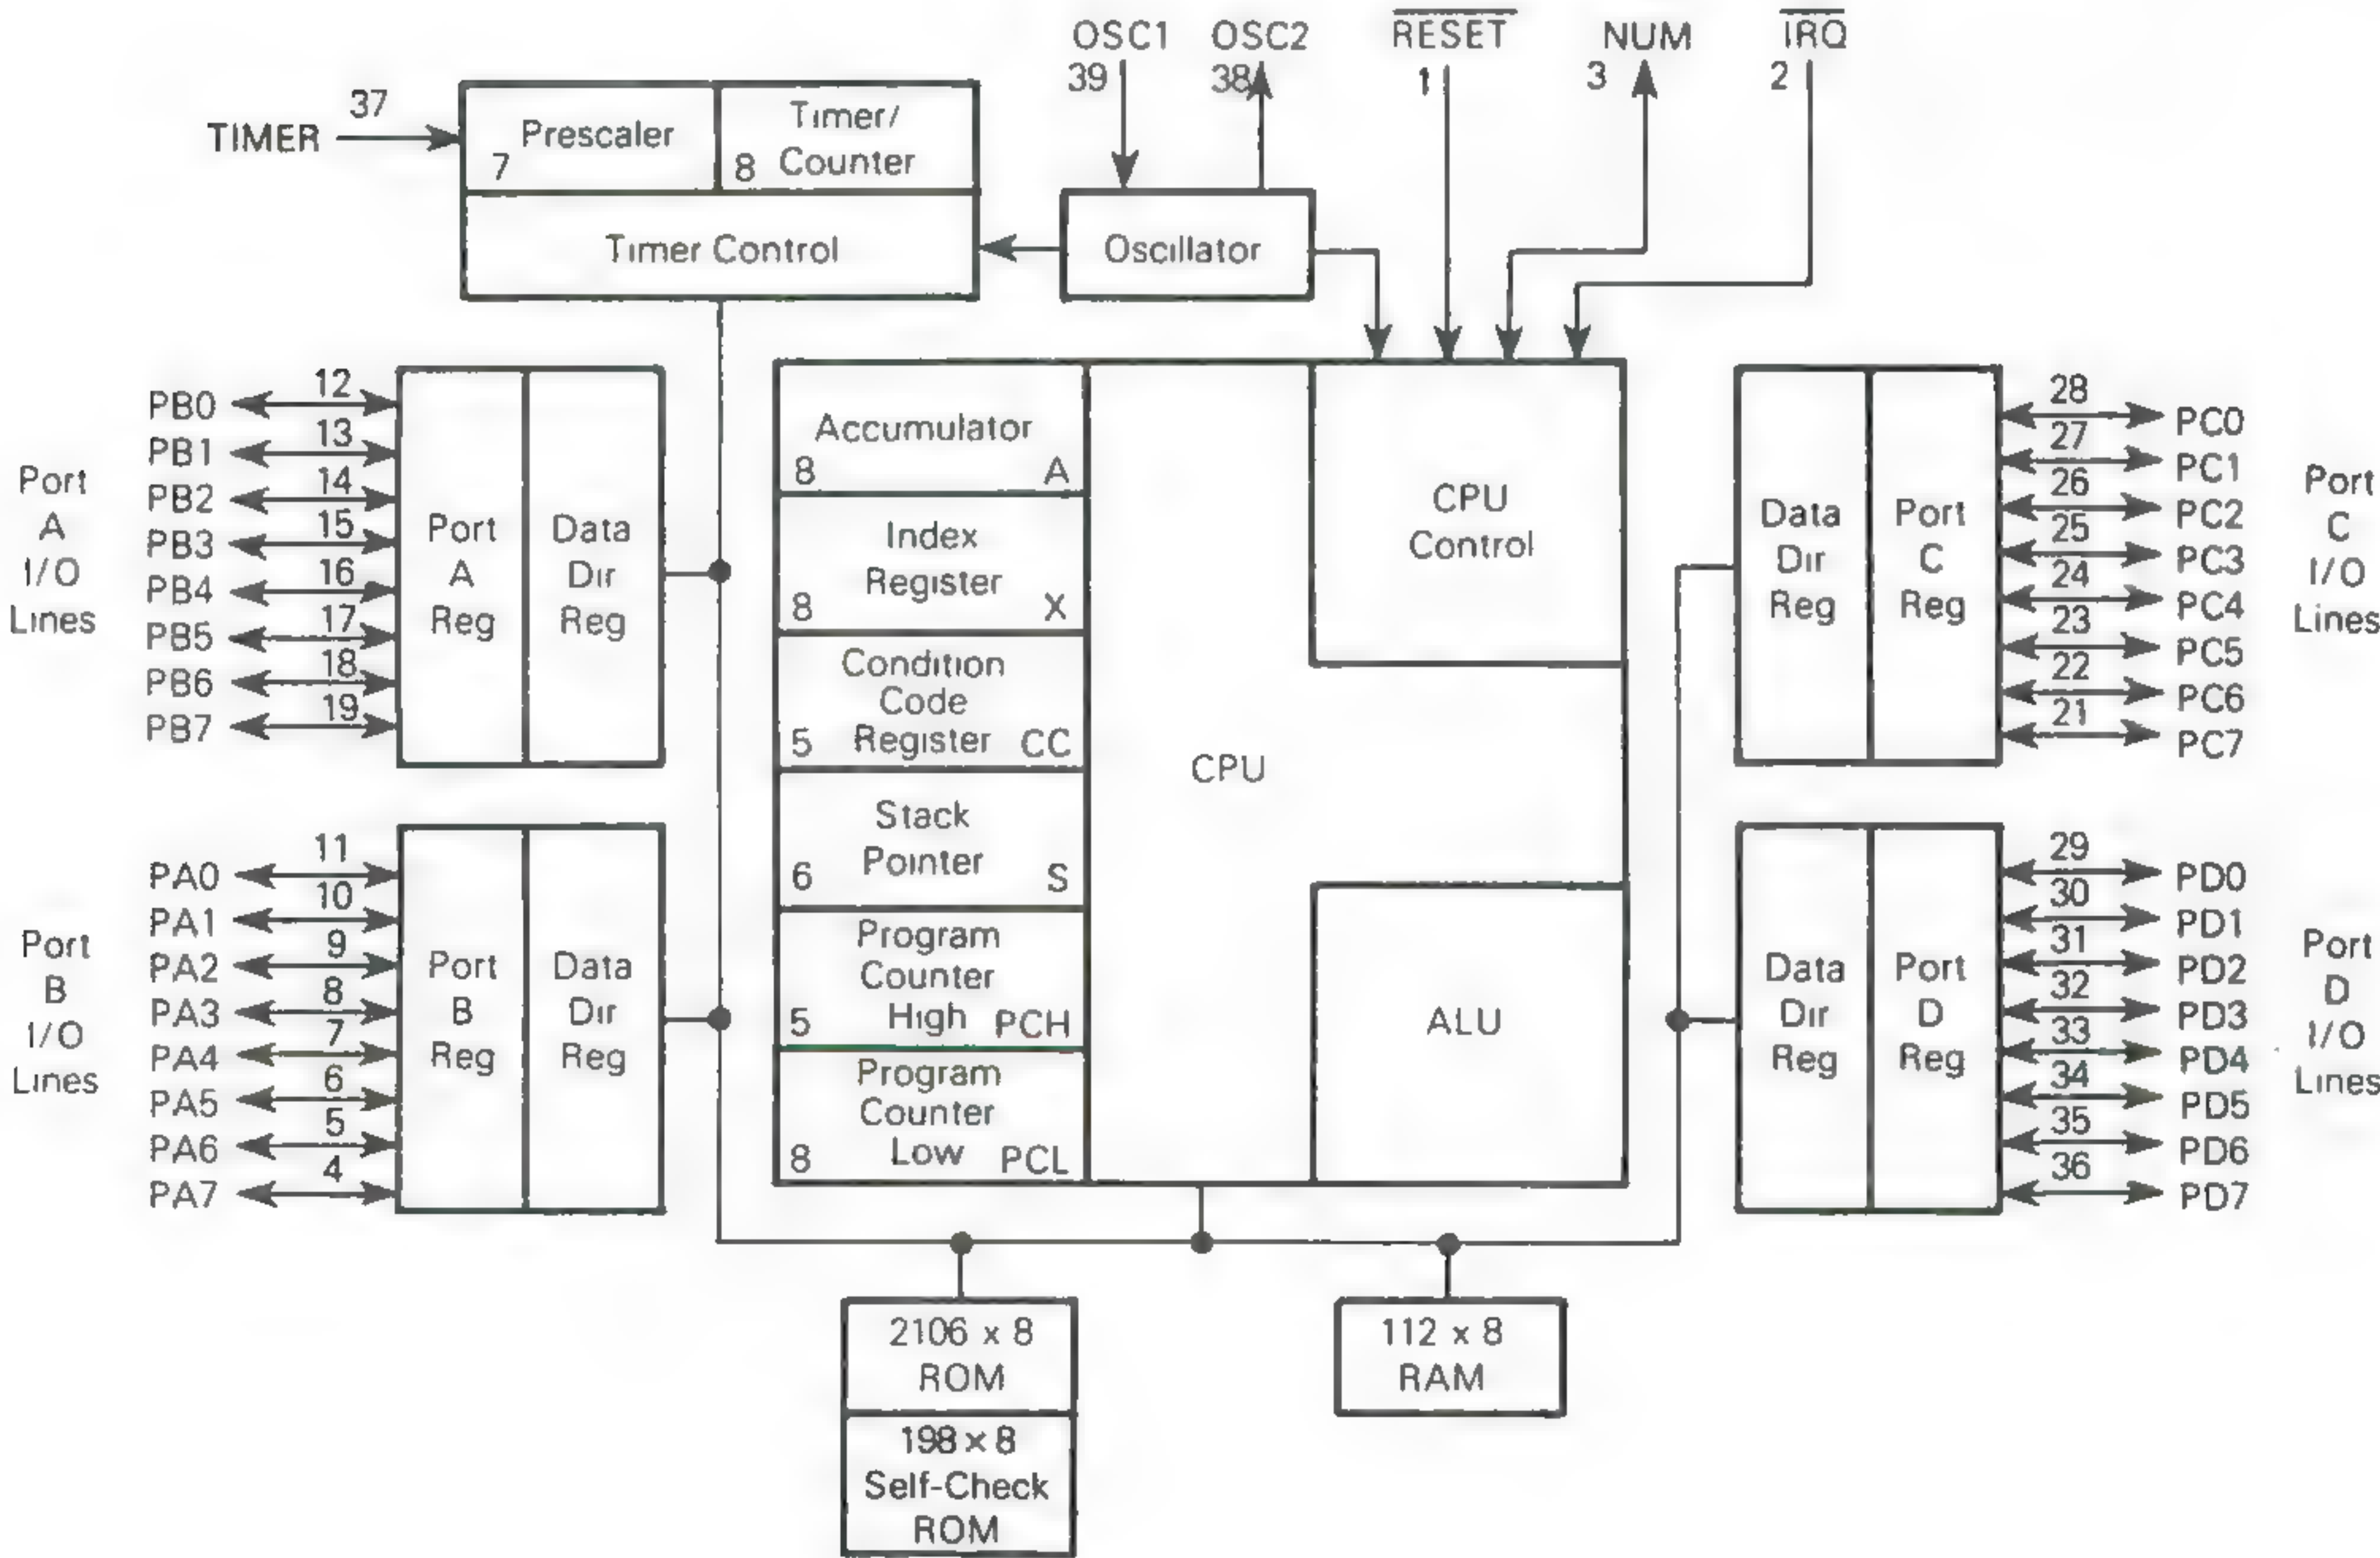 OSC1
39
OSC2
38
RESET
1
NUM
3
IRQ
2
TIMER
37
Prescaler
7
Timer/
Counter
8
Timer Control
Oscillator
Port
A
I/O
Lines
PB0
PB1
PB2
PB3
PB4
PB5
PB6
PB7
12
13
14
15
16
17
18
19
Port
A
Reg
Data
Dir
Reg
Port
B
I/O
Lines
PA0
PA1
PA2
PA3
PA4
PA5
PA6
PA7
11
10
9
8
7
6
5
4
Port
B
Reg
Data
Dir
Reg
Accumulator
8 A
Index
Register
8 X
Condition
Code
5 Register CC
Stack
Pointer
6 S
Program
Counter
5 High PCH
Program
Counter
8 Low PCL
CPU
CPU
Control
ALU
Data
Dir
Reg
Port
C
Reg
28
27
26
25
24
23
22
21
PC0
PC1
PC2
PC3
PC4
PC5
PC6
PC7
Port
C
I/O
Lines
Data
Dir
Reg
Port
D
Reg
29
30
31
32
33
34
35
36
PD0
PD1
PD2
PD3
PD4
PD5
PD6
PD7
Port
D
I/O
Lines
2106 x 8
ROM
198 x 8
Self-Check
ROM
112 x 8
RAM